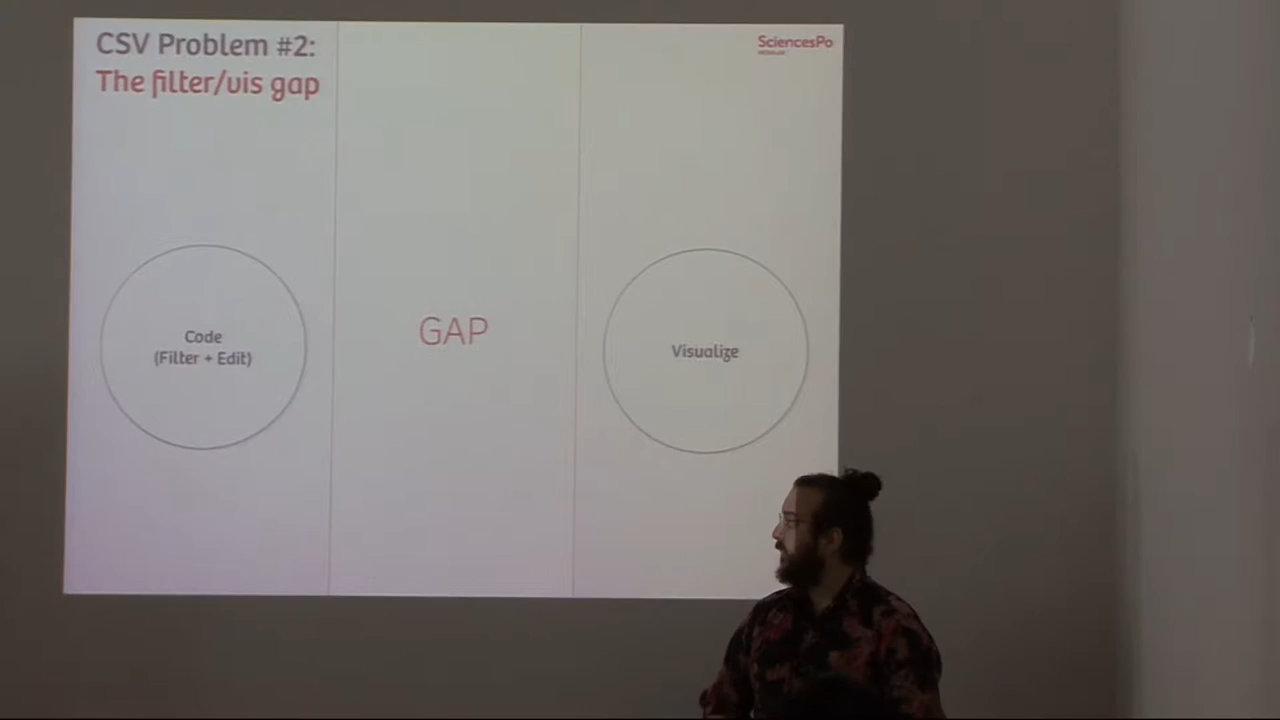 CSV Problem #2:
The filter/vis gap
SciencesPo
Code
(Filter + Edit)
GAP
Visualize